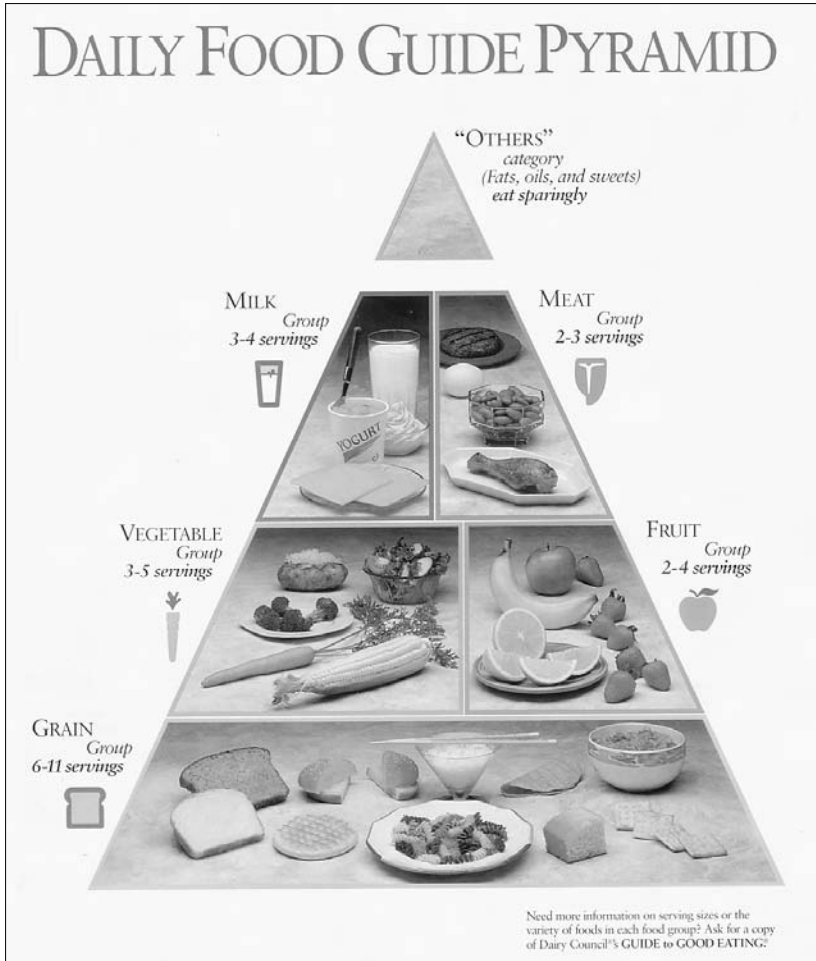 DAILY FOOD GUIDE PYRAMID
"OTHERS"
category
(Fats, oils, and sweets)
eat sparingly
MILK
Group
3-4 servings
MEAT
Group
2-3 servings
YOGURT
VEGETABLE
Group
3-5 servings
FRUIT
Group
2-4 servings
GRAIN
Group
6-11 servings
Need more information on serving sizes or the
variety of foods in each food group? Ask for a copy
of Dairy Council®'s GUIDE to GOOD EATING®.